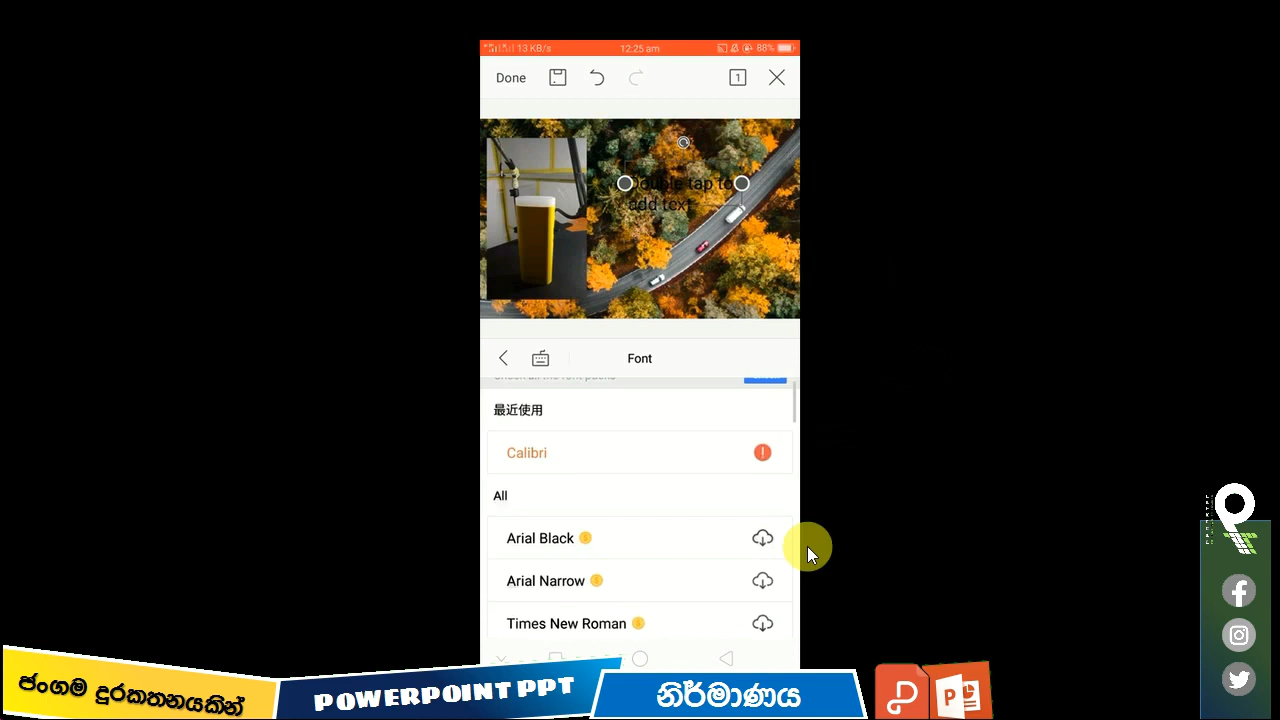 13 KB/s 12:25 am 88%
Done 1
Double tap to
add text
Font
最近使用
Calibri
All
Arial Black
Arial Narrow
Times New Roman
ජංගම දුරකතනයකින් POWERPOINT PPT නිර්මාණය